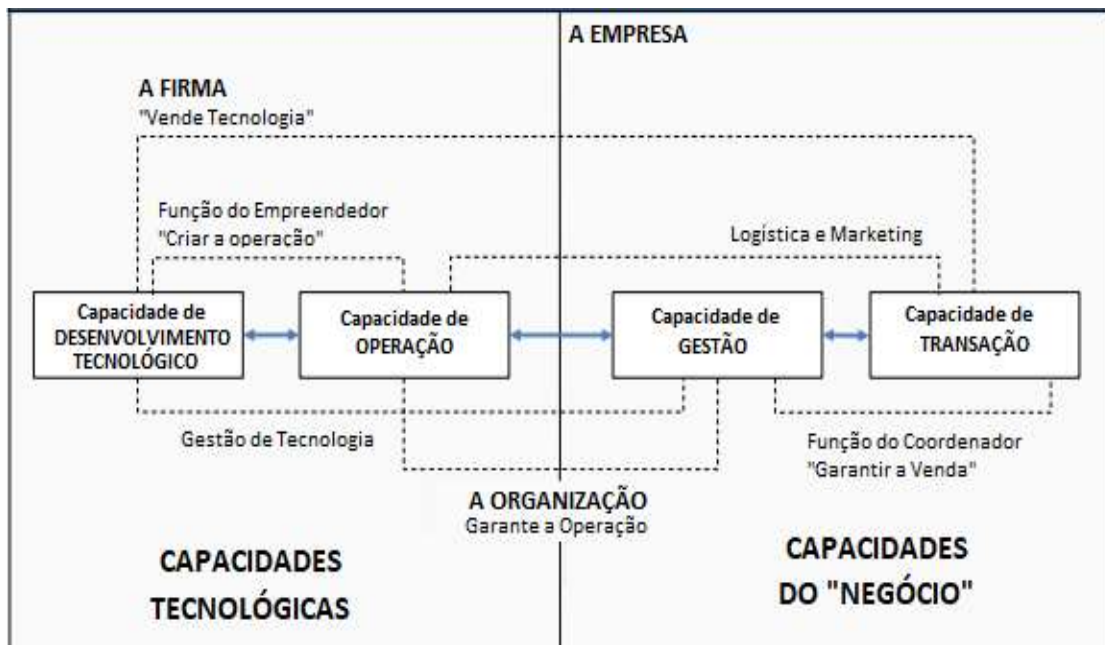 A EMPRESA
A FIRMA
"Vende Tecnologia"
Função do Empreendedor
"Criar a operação"
Logística e Marketing
Capacidade de
DESENVOLVIMENTO
TECNOLÓGICO
Capacidade de
OPERAÇÃO
Capacidade de
GESTÃO
Capacidade de
TRANSAÇÃO
Gestão de Tecnologia
Função do Coordenador
"Garantir a Venda"
A ORGANIZAÇÃO
Garante a Operação
CAPACIDADES
TECNOLÓGICAS
CAPACIDADES
DO "NEGÓCIO"